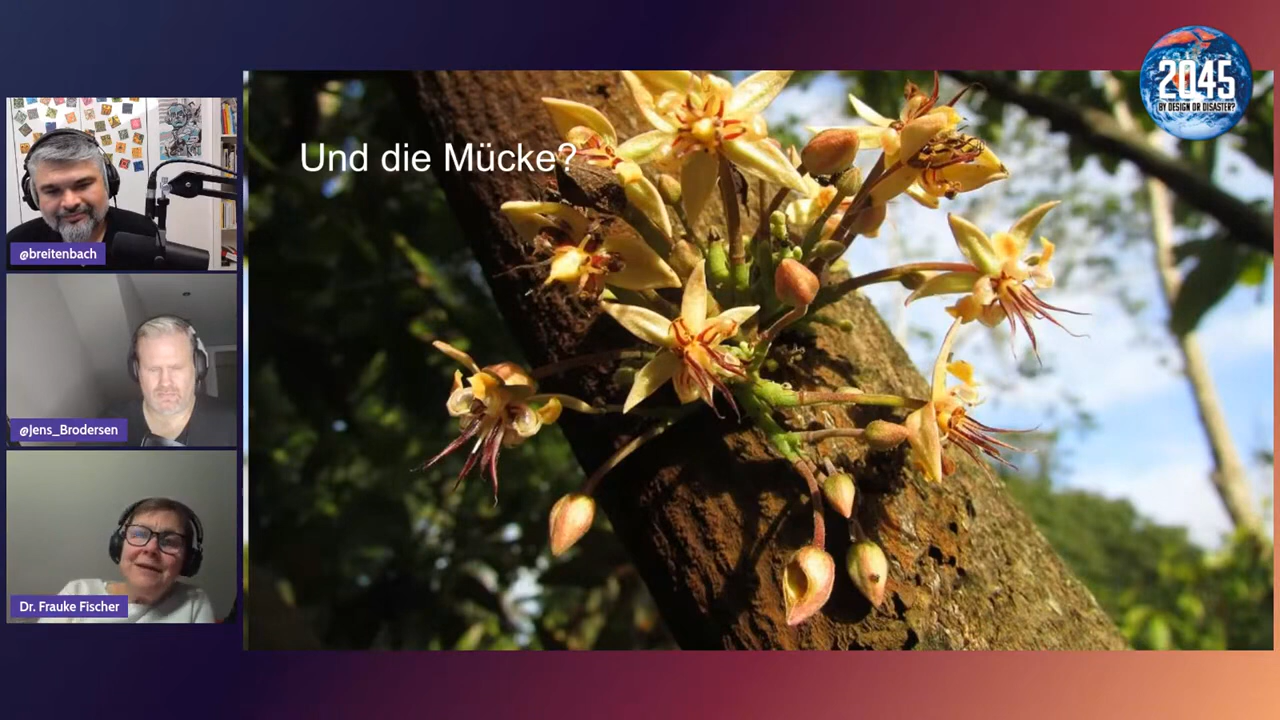 2045
BY DESIGN OR DISASTER?
Und die Mücke?
@breitenbach
@Jens_Brodersen
Dr. Frauke Fischer